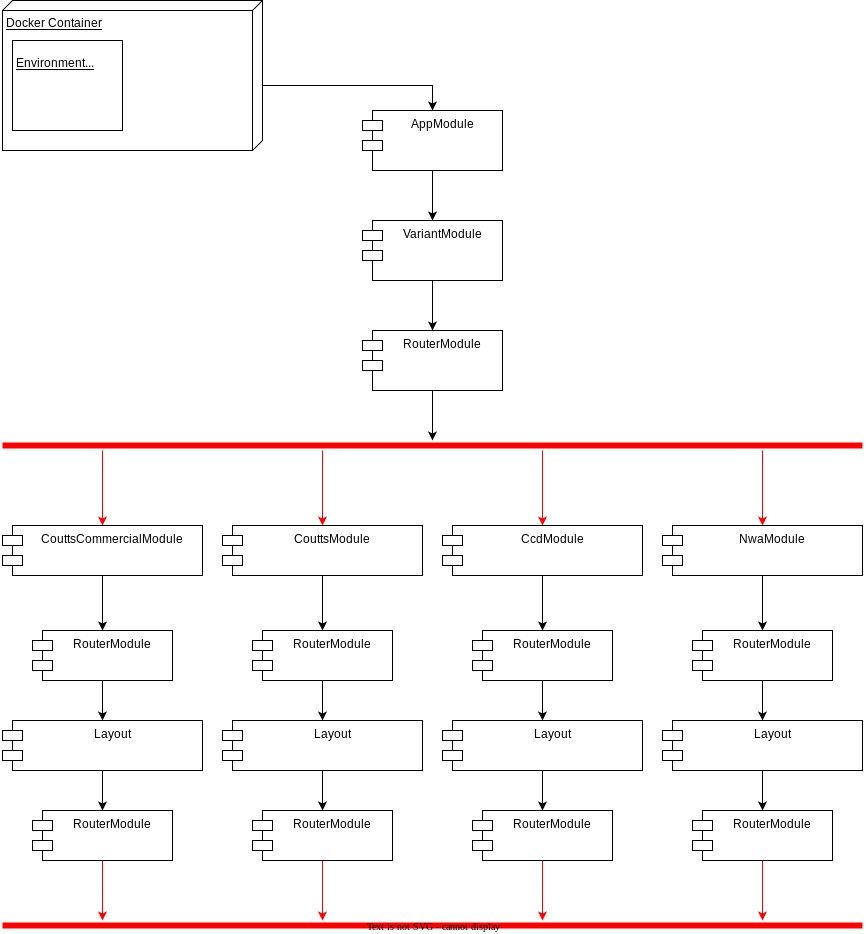 Docker Container
Environment...
AppModule
VariantModule
RouterModule
CouttsCommercialModule
CouttsModule
CcdModule
NwaModule
RouterModule
RouterModule
RouterModule
RouterModule
Layout
Layout
Layout
Layout
RouterModule
RouterModule
RouterModule
RouterModule
Text is not SVG - cannot display